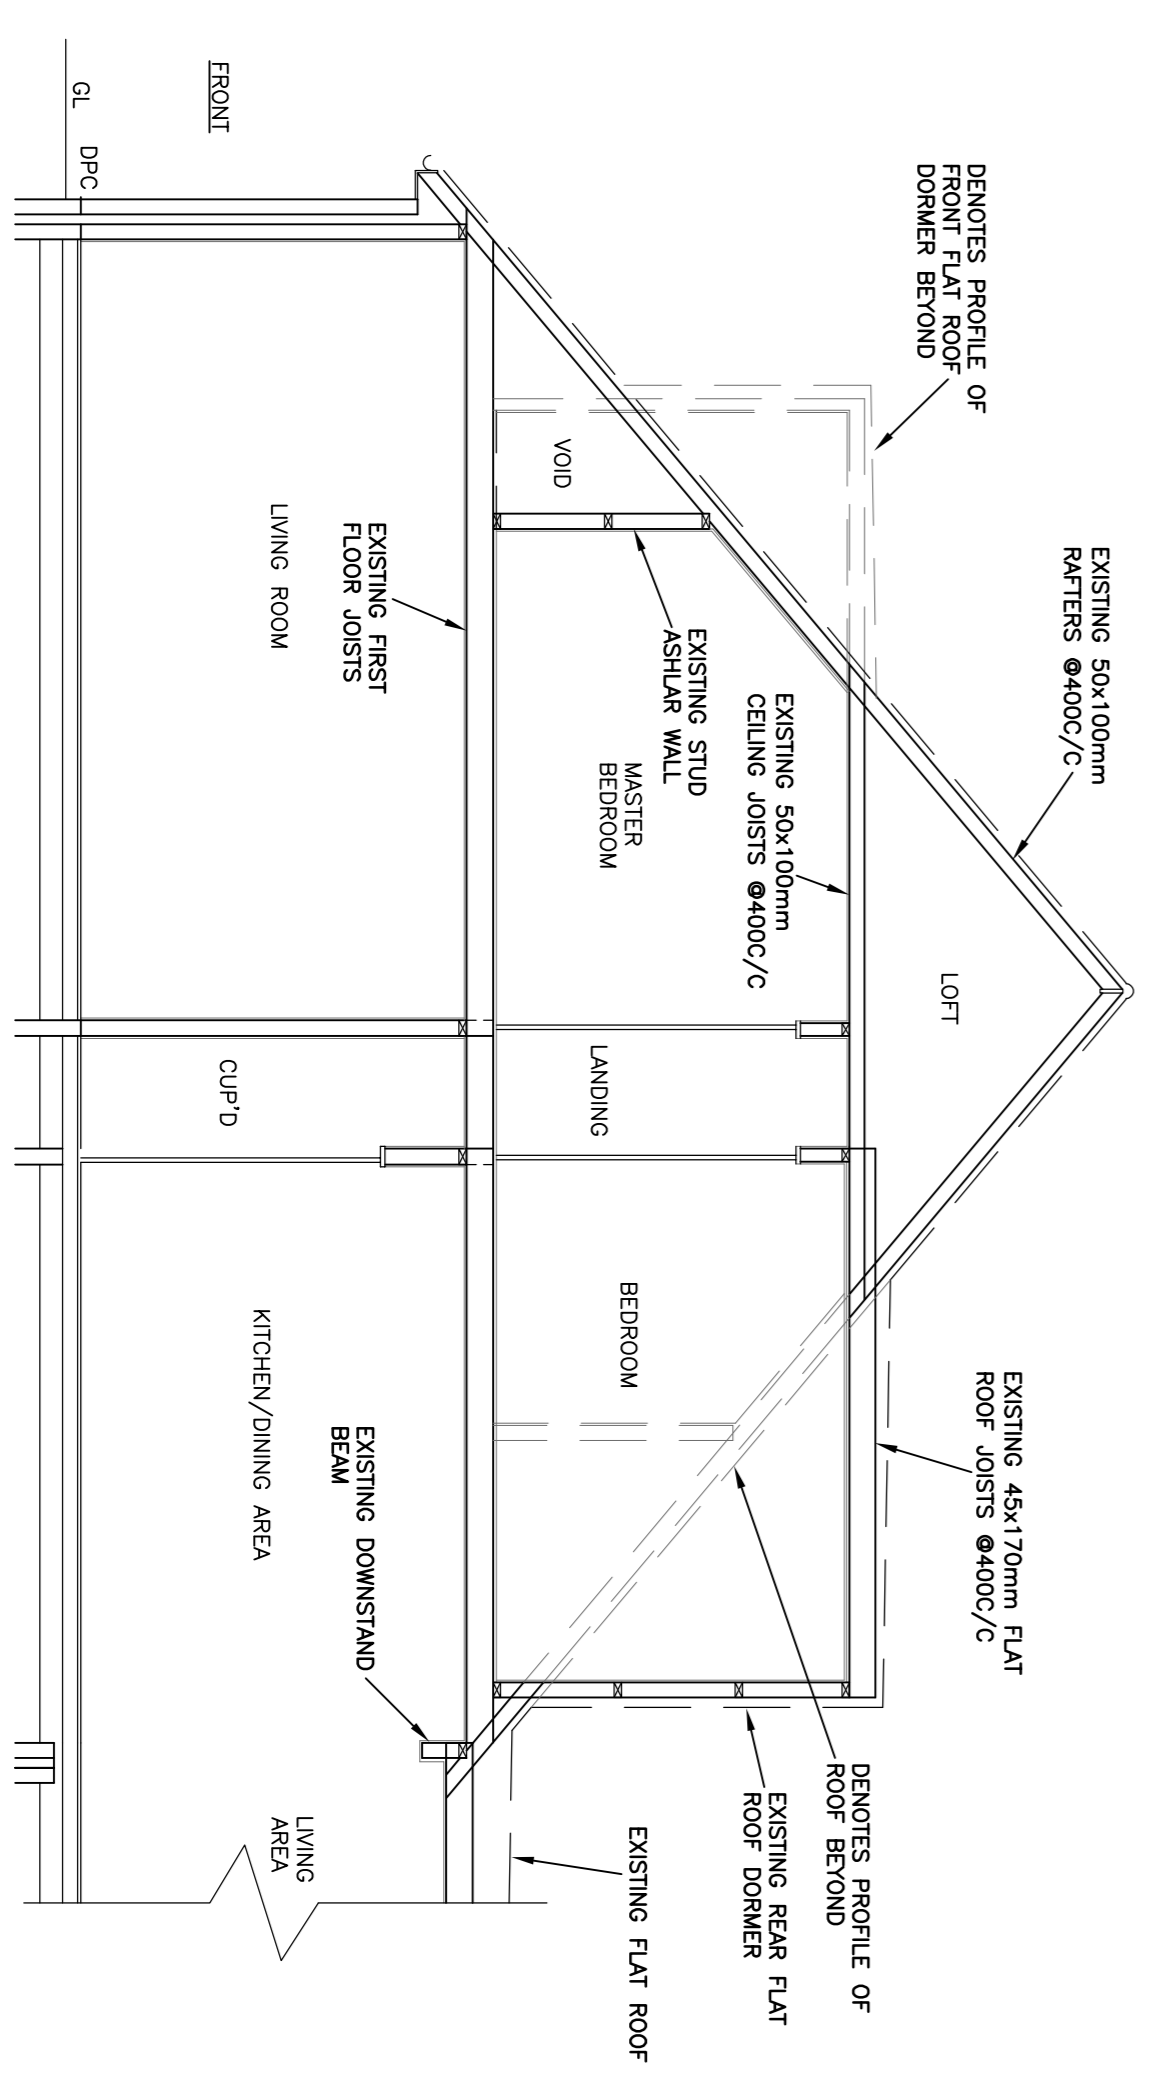 EXISTING 50x100mm
RAFTERS @400C/C
DENOTES PROFILE OF
FRONT FLAT ROOF
DORMER BEYOND
LOFT
EXISTING 45x170mm FLAT
ROOF JOISTS @400C/C
EXISTING 50x100mm
CEILING JOISTS @400C/C
DENOTES PROFILE OF
ROOF BEYOND
EXISTING STUD
ASHLAR WALL
EXISTING REAR FLAT
ROOF DORMER
MASTER
BEDROOM
VOID
LANDING
BEDROOM
EXISTING FLAT ROOF
EXISTING FIRST
FLOOR JOISTS
EXISTING DOWNSTAND
BEAM
FRONT
LIVING ROOM
CUP'D
KITCHEN/DINING AREA
LIVING
AREA
GL
DPC